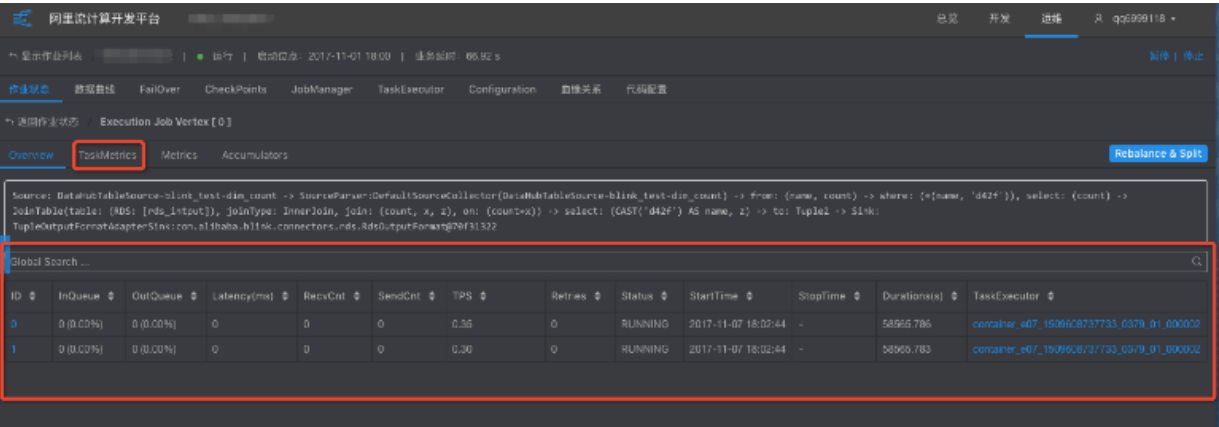 阿里流计算开发平台 总览 开发 运维 qq6999118
显示作业列表 | 运行 | 启动位点: 2017-11-01 18:00 | 业务延时: 66.92 s 暂停 | 停止
作业状态 数据曲线 FailOver CheckPoints JobManager TaskExecutor Configuration 血缘关系 代码配置
返回作业状态 / Execution Job Vertex [ 0 ]
Overview TaskMetrics Metrics Accumulators Rebalance & Split
Source: DataHubTableSource-blink_test-dim_count -> SourceParser:DefaultSourceCollector(DataHubTableSource-blink_test-dim_count) -> from: (name, count) -> where: (=(name, 'd42f')), select: (count) ->
JoinTable(table: (RDS: [rds_intput]), joinType: InnerJoin, join: (count, x, z), on: (count=x)) -> select: (CAST('d42f') AS name, z) -> to: Tuple2 -> Sink:
TupleOutputFormatAdapterSink:com.alibaba.blink.connectors.rds.RdsOutputFormat@70f31322
Global Search ...
ID InQueue OutQueue Latency(ms) RecvCnt SendCnt TPS Retries Status StartTime StopTime Durations(s) TaskExecutor
0 0 (0.00%) 0 (0.00%) 0 0 0 0.35 0 RUNNING 2017-11-07 18:02:44 - 58565.786 container_e07_1509608737733_0379_01_000002
1 0 (0.00%) 0 (0.00%) 0 0 0 0.30 0 RUNNING 2017-11-07 18:02:44 - 58565.783 container_e07_1509608737733_0379_01_000002